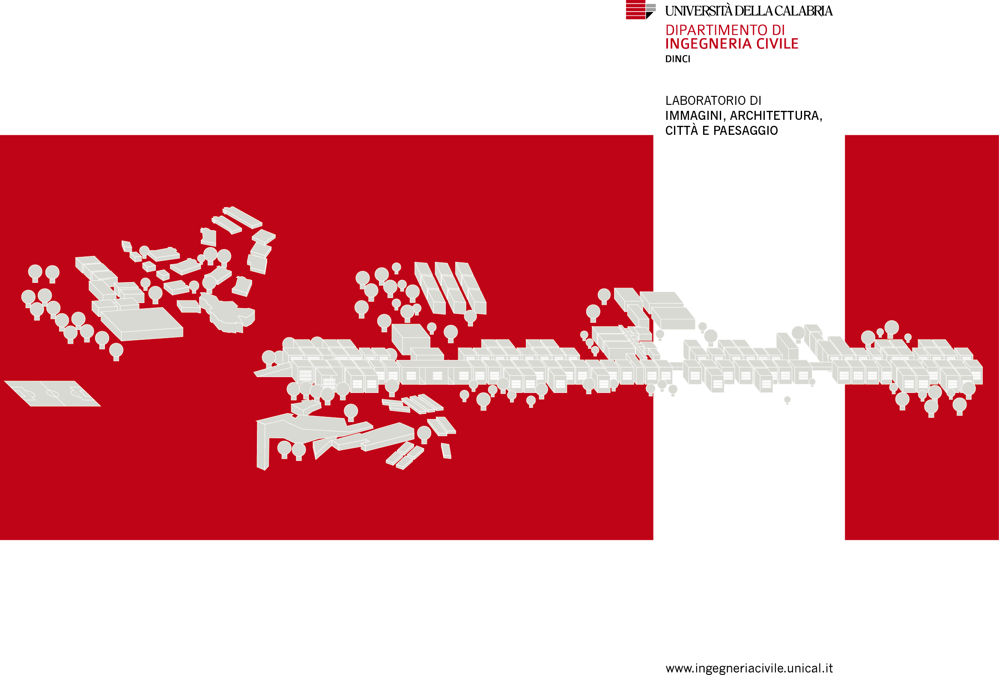 UNIVERSITÀ DELLA CALABRIA
DIPARTIMENTO DI
INGEGNERIA CIVILE
DINCI
LABORATORIO DI
IMMAGINI, ARCHITETTURA,
CITTÀ E PAESAGGIO
www.ingegneriacivile.unical.it